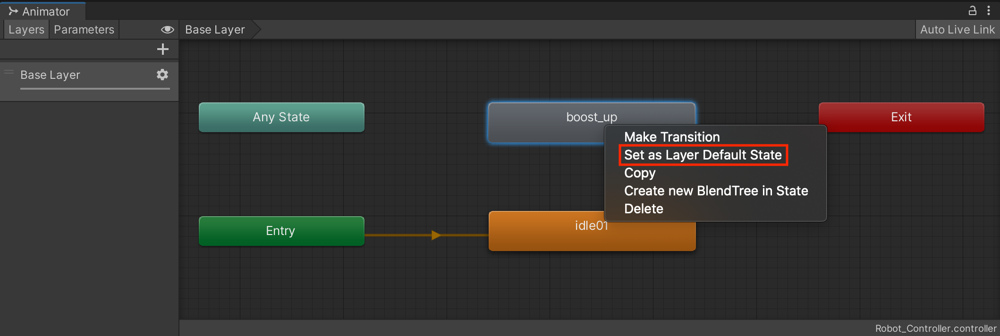 Animator
Layers Parameters
Base Layer
Auto Live Link
Base Layer
Any State
boost_up
Exit
Make Transition
Set as Layer Default State
Copy
Create new BlendTree in State
Delete
Entry
idle01
Robot_Controller.controller